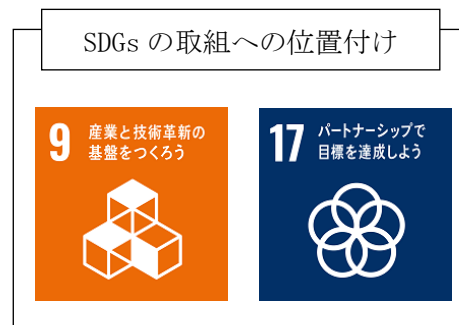 SDGs の取組への位置付け
9 産業と技術革新の
基盤をつくろう
17 パートナーシップで
目標を達成しよう